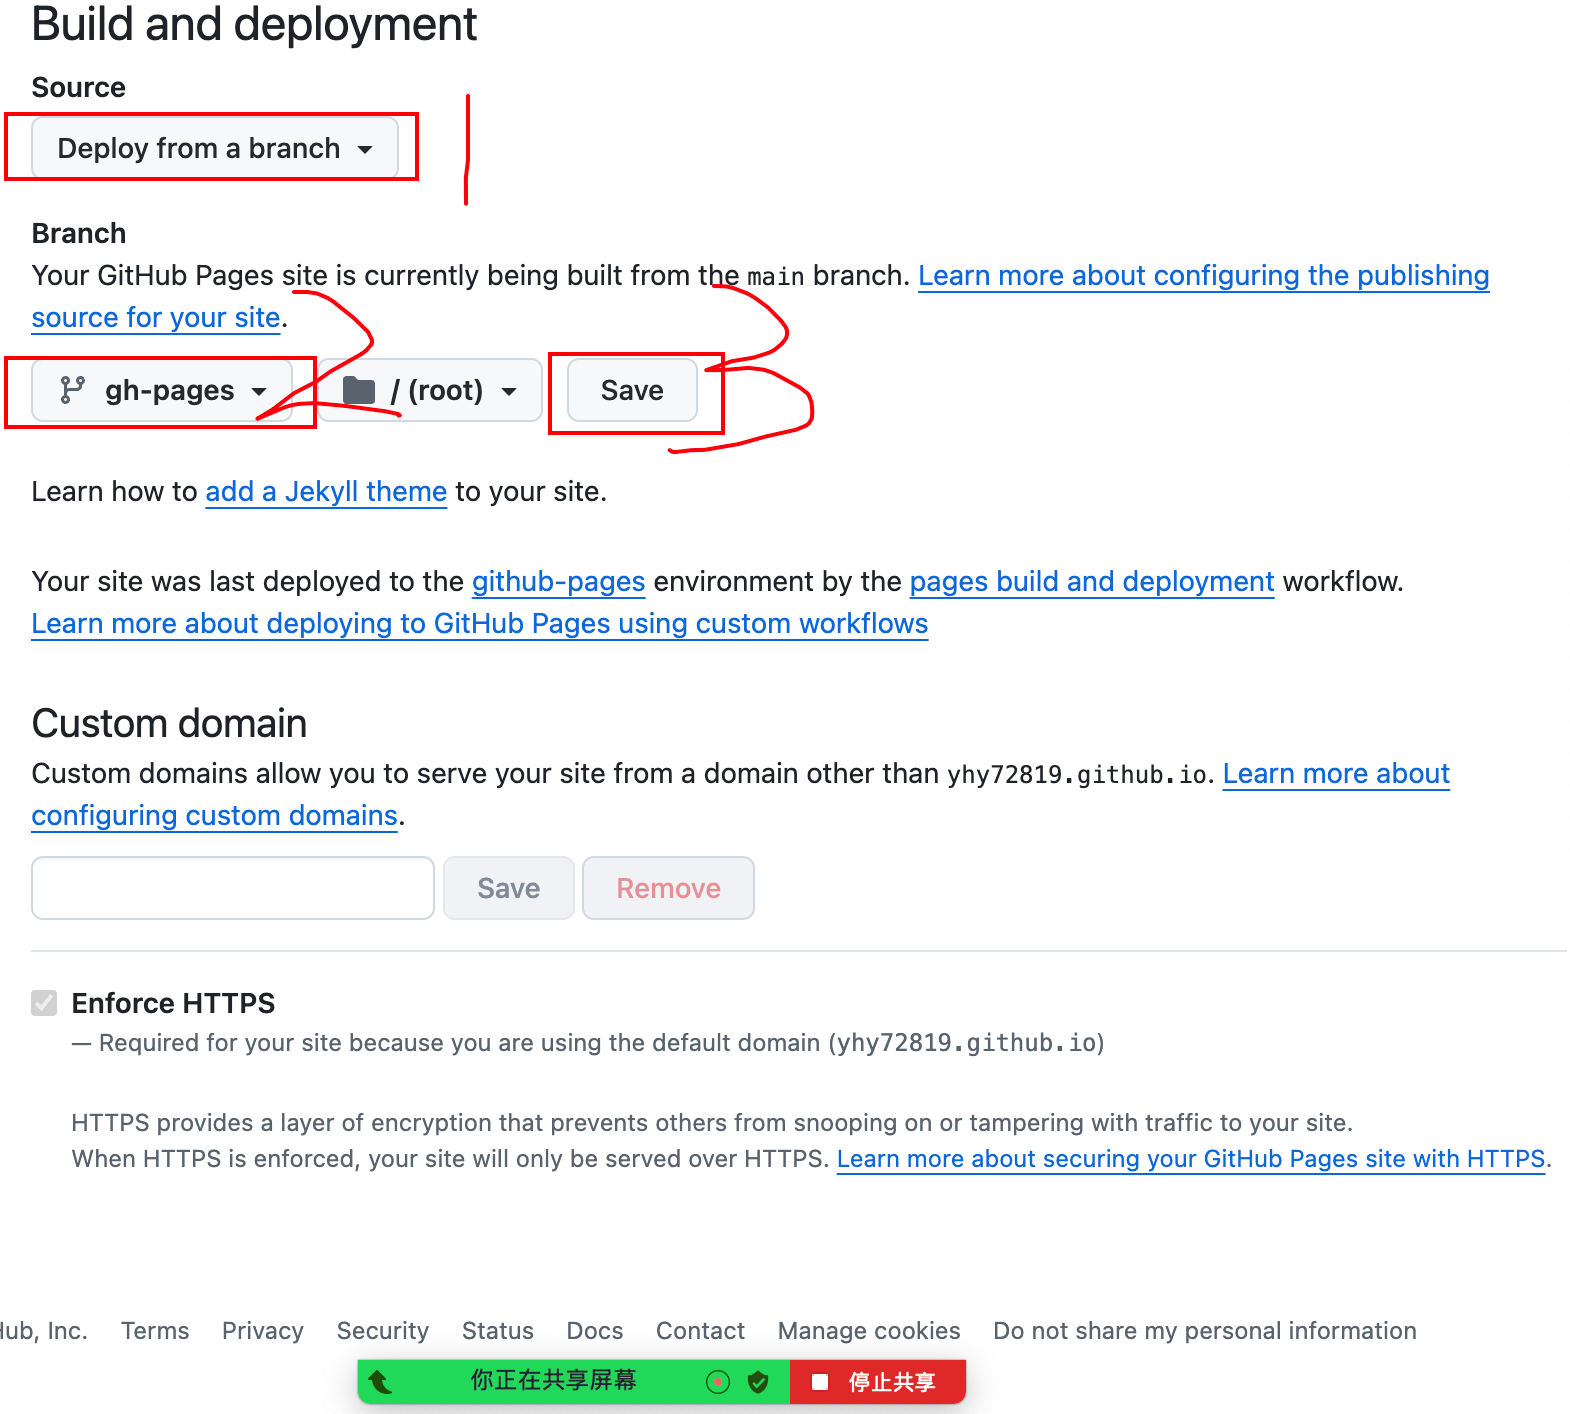 Build and deployment
Source
Deploy from a branch
Branch
Your GitHub Pages site is currently being built from the main branch. Learn more about configuring the publishing
source for your site.
gh-pages / (root) Save
Learn how to add a Jekyll theme to your site.
Your site was last deployed to the github-pages environment by the pages build and deployment workflow.
Learn more about deploying to GitHub Pages using custom workflows
Custom domain
Custom domains allow you to serve your site from a domain other than yhy72819.github.io. Learn more about
configuring custom domains.
Save Remove
Enforce HTTPS
— Required for your site because you are using the default domain (yhy72819.github.io)
HTTPS provides a layer of encryption that prevents others from snooping on or tampering with traffic to your site.
When HTTPS is enforced, your site will only be served over HTTPS. Learn more about securing your GitHub Pages site with HTTPS.
Hub, Inc. Terms Privacy Security Status Docs Contact Manage cookies Do not share my personal information
你正在共享屏幕 停止共享